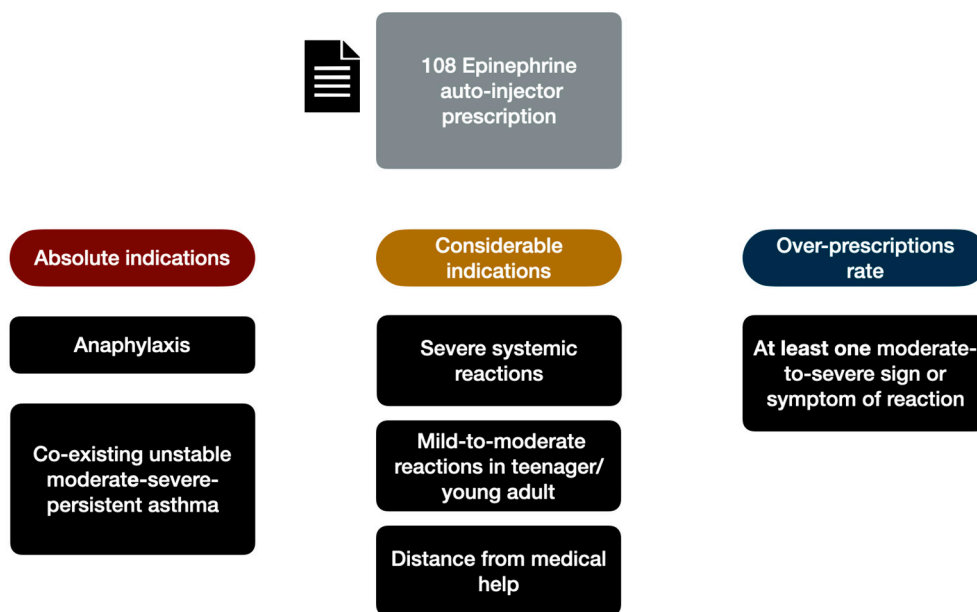 108 Epinephrine
auto-injector
prescription
Absolute indications
Considerable
indications
Over-prescriptions
rate
Anaphylaxis
Co-existing unstable
moderate-severe-
persistent asthma
Severe systemic
reactions
Mild-to-moderate
reactions in teenager/
young adult
Distance from medical
help
At least one moderate-
to-severe sign or
symptom of reaction